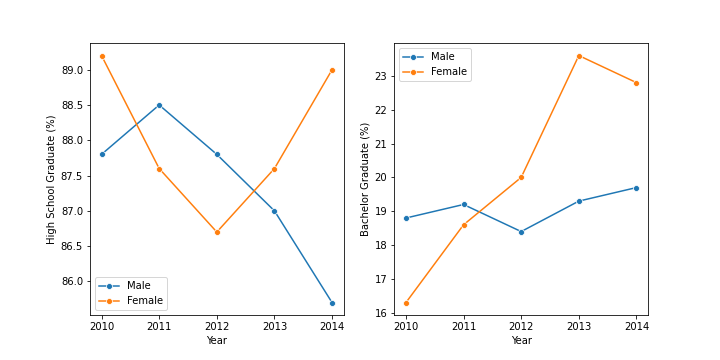 High School Graduate (%)
89.0
88.5
88.0
87.5
87.0
86.5
86.0
Male
Female
2010 2011 2012 2013 2014
Year
Bachelor Graduate (%)
Male
Female
23
22
21
20
19
18
17
16
2010 2011 2012 2013 2014
Year